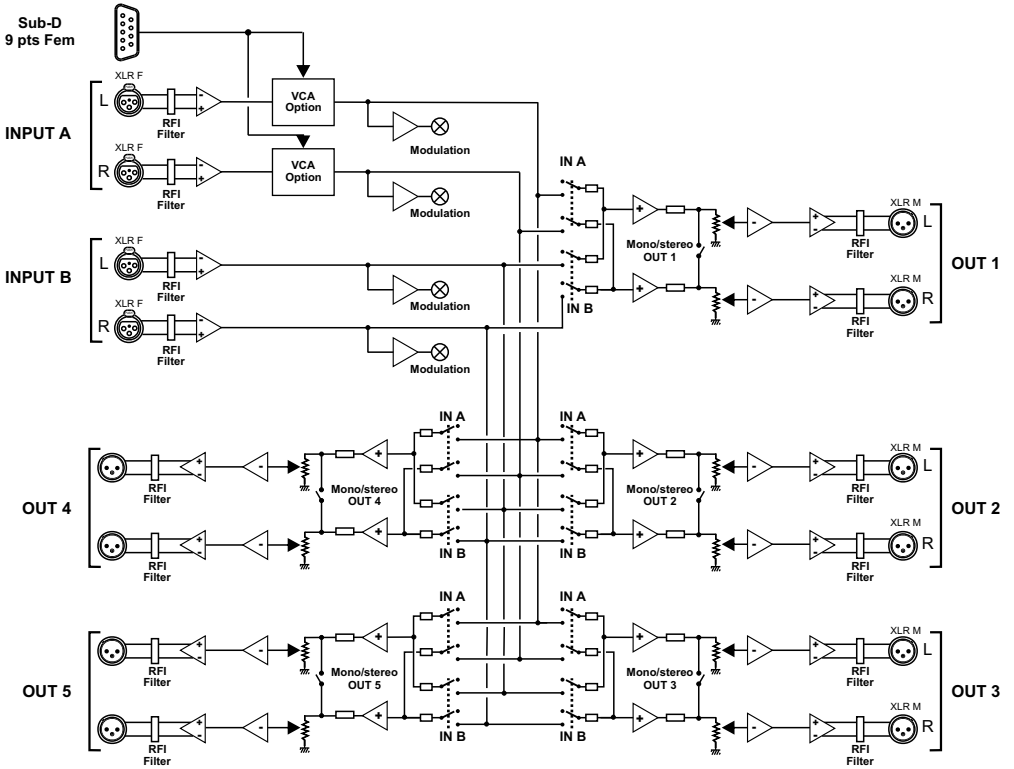 Sub-D
9 pts Fem
XLR F
L
RFI
Filter
-
+
VCA
Option
Modulation
INPUT A
XLR F
R
RFI
Filter
-
+
VCA
Option
Modulation
XLR F
L
RFI
Filter
-
+
Modulation
INPUT B
XLR F
R
RFI
Filter
-
+
Modulation
IN A
+
Mono/stereo
OUT 1
+
IN B
-
+
-
RFI
Filter
XLR M
L
OUT 1
-
+
-
RFI
Filter
XLR M
R
IN A
+
-
+
RFI
Filter
Mono/stereo
OUT 4
OUT 4
+
-
+
RFI
Filter
IN B
IN A
+
-
+
-
RFI
Filter
XLR M
L
Mono/stereo
OUT 2
OUT 2
+
-
+
-
RFI
Filter
XLR M
R
IN B
IN A
+
-
+
-
RFI
Filter
Mono/stereo
OUT 5
OUT 5
+
-
+
-
RFI
Filter
IN B
IN A
+
-
+
-
RFI
Filter
XLR M
L
Mono/stereo
OUT 3
OUT 3
+
-
+
-
RFI
Filter
XLR M
R
IN B